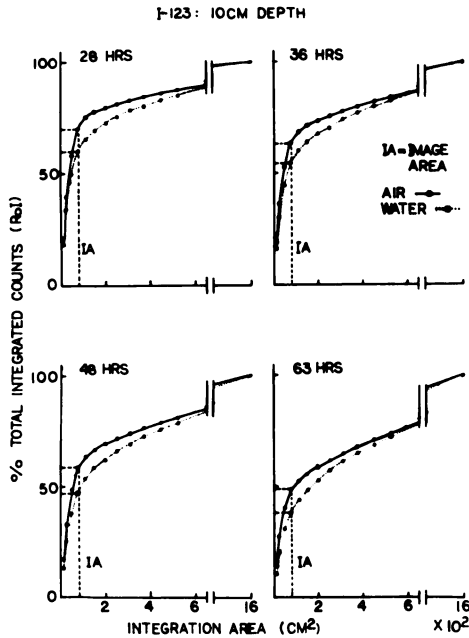 I-123: 10CM DEPTH
% TOTAL INTEGRATED COUNTS (RoI)
28 HRS
100
50
0
IA
36 HRS
IA = IMAGE
AREA
AIR
WATER
IA
48 HRS
100
50
0
IA
0 2 4 6 16
63 HRS
IA
2 4 6 16
INTEGRATION AREA (CM²) × 10²